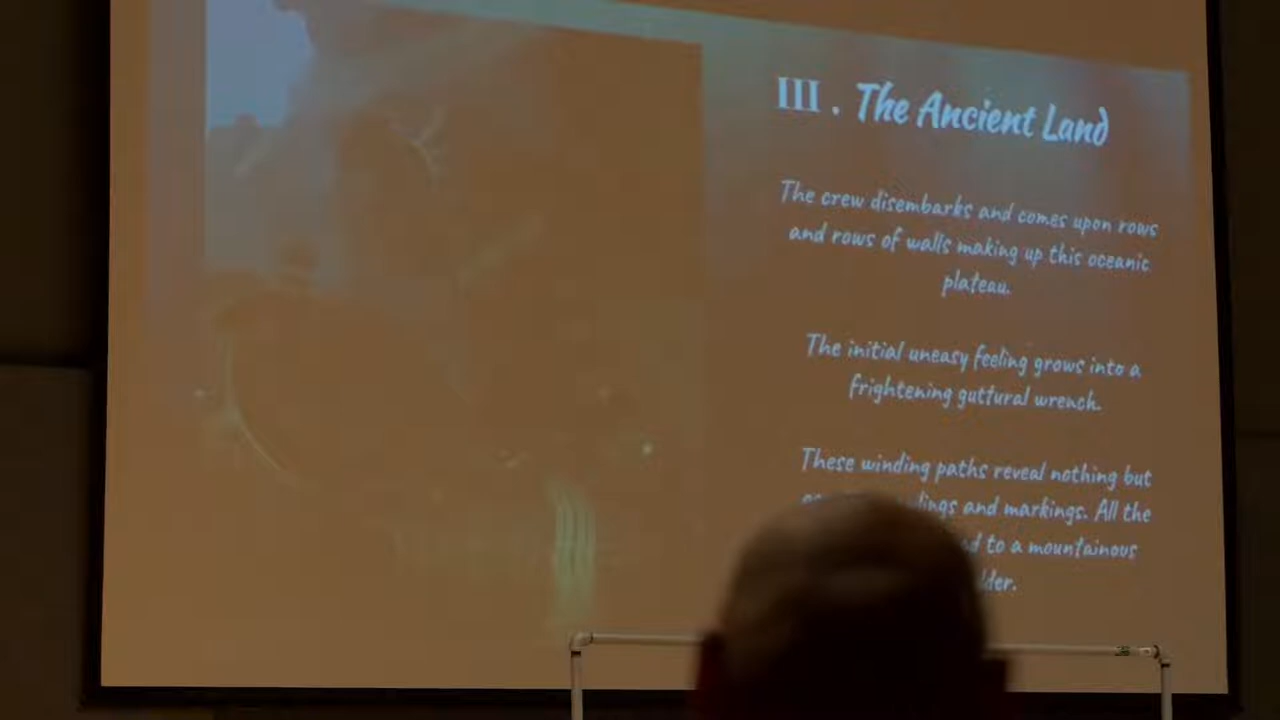 III. The Ancient Land
The crew disembarks and comes upon rows
and rows of walls making up this oceanic
plateau.
The initial uneasy feeling grows into a
frightening guttural wrench.
These winding paths reveal nothing but
and markings. All the
to a mountainous